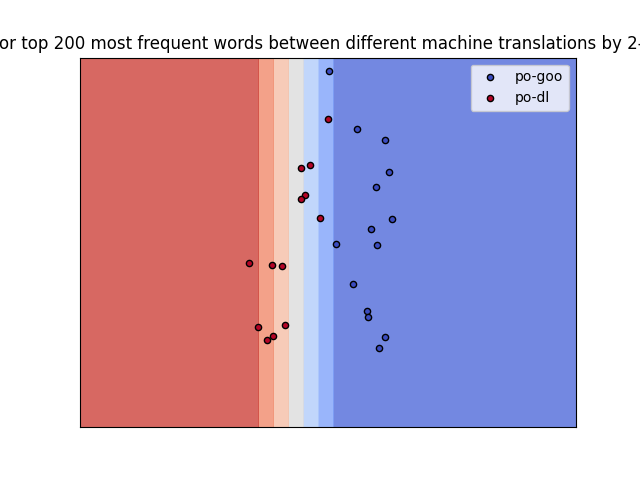 or top 200 most frequent words between different machine translations by 2-
po-goo
po-dl